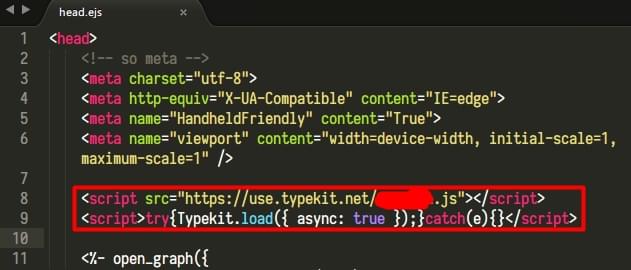 head.ejs ×
1 <head>
2 <!-- so meta -->
3 <meta charset="utf-8">
4 <meta http-equiv="X-UA-Compatible" content="IE=edge">
5 <meta name="HandheldFriendly" content="True">
6 <meta name="viewport" content="width=device-width, initial-scale=1,
maximum-scale=1" />
7
8 <script src="https://use.typekit.net/.js"></script>
9 <script>try{Typekit.load({ async: true });}catch(e){}</script>
10
11 <%- open_graph({